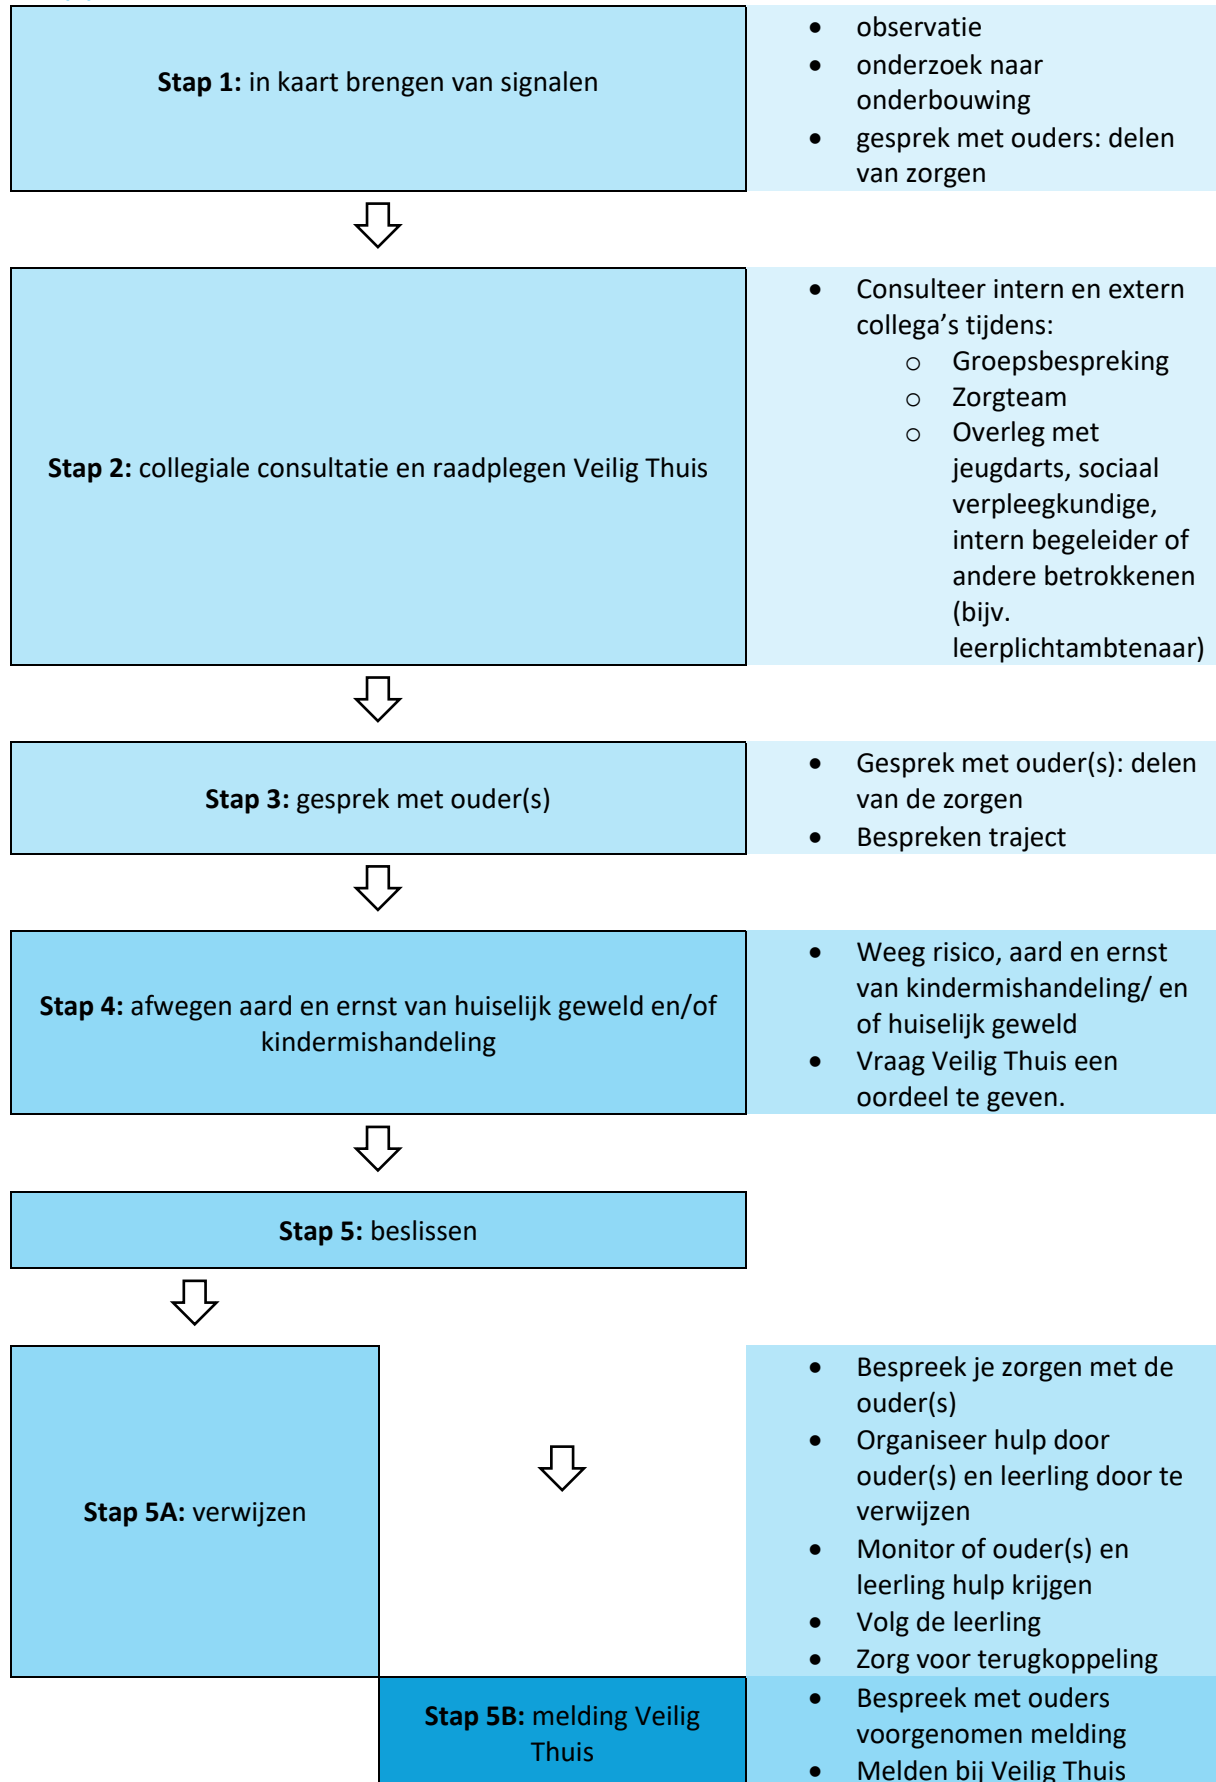 Stap 1: in kaart brengen van signalen
• observatie
• onderzoek naar
onderbouwing
• gesprek met ouders: delen
van zorgen
Stap 2: collegiale consultatie en raadplegen Veilig Thuis
• Consulteer intern en extern
collega’s tijdens:
o Groepsbespreking
o Zorgteam
o Overleg met
jeugdarts, sociaal
verpleegkundige,
intern begeleider of
andere betrokkenen
(bijv.
leerplichtambtenaar)
Stap 3: gesprek met ouder(s)
• Gesprek met ouder(s): delen
van de zorgen
• Bespreken traject
Stap 4: afwegen aard en ernst van huiselijk geweld en/of
kindermishandeling
• Weeg risico, aard en ernst
van kindermishandeling/ en
of huiselijk geweld
• Vraag Veilig Thuis een
oordeel te geven.
Stap 5: beslissen
Stap 5A: verwijzen
• Bespreek je zorgen met de
ouder(s)
• Organiseer hulp door
ouder(s) en leerling door te
verwijzen
• Monitor of ouder(s) en
leerling hulp krijgen
• Volg de leerling
• Zorg voor terugkoppeling
Stap 5B: melding Veilig
Thuis
• Bespreek met ouders
voorgenomen melding
• Melden bij Veilig Thuis